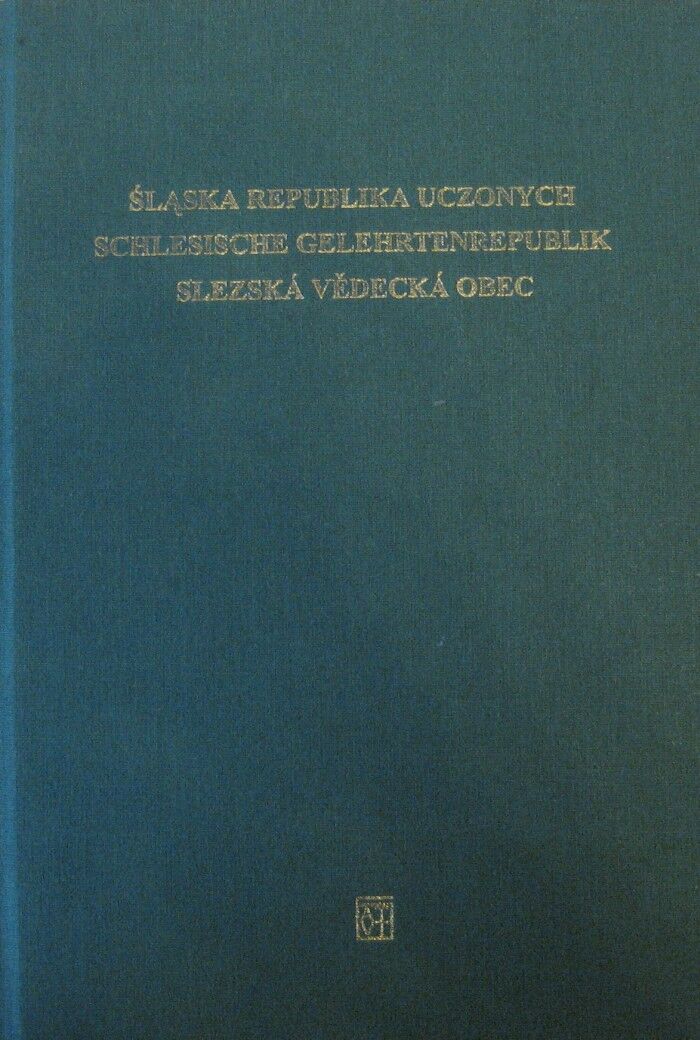 ŚLĄSKA REPUBLIKA UCZONYCH
SCHLESISCHE GELEHRTENREPUBLIK
SLEZSKÁ VĚDECKÁ OBEC